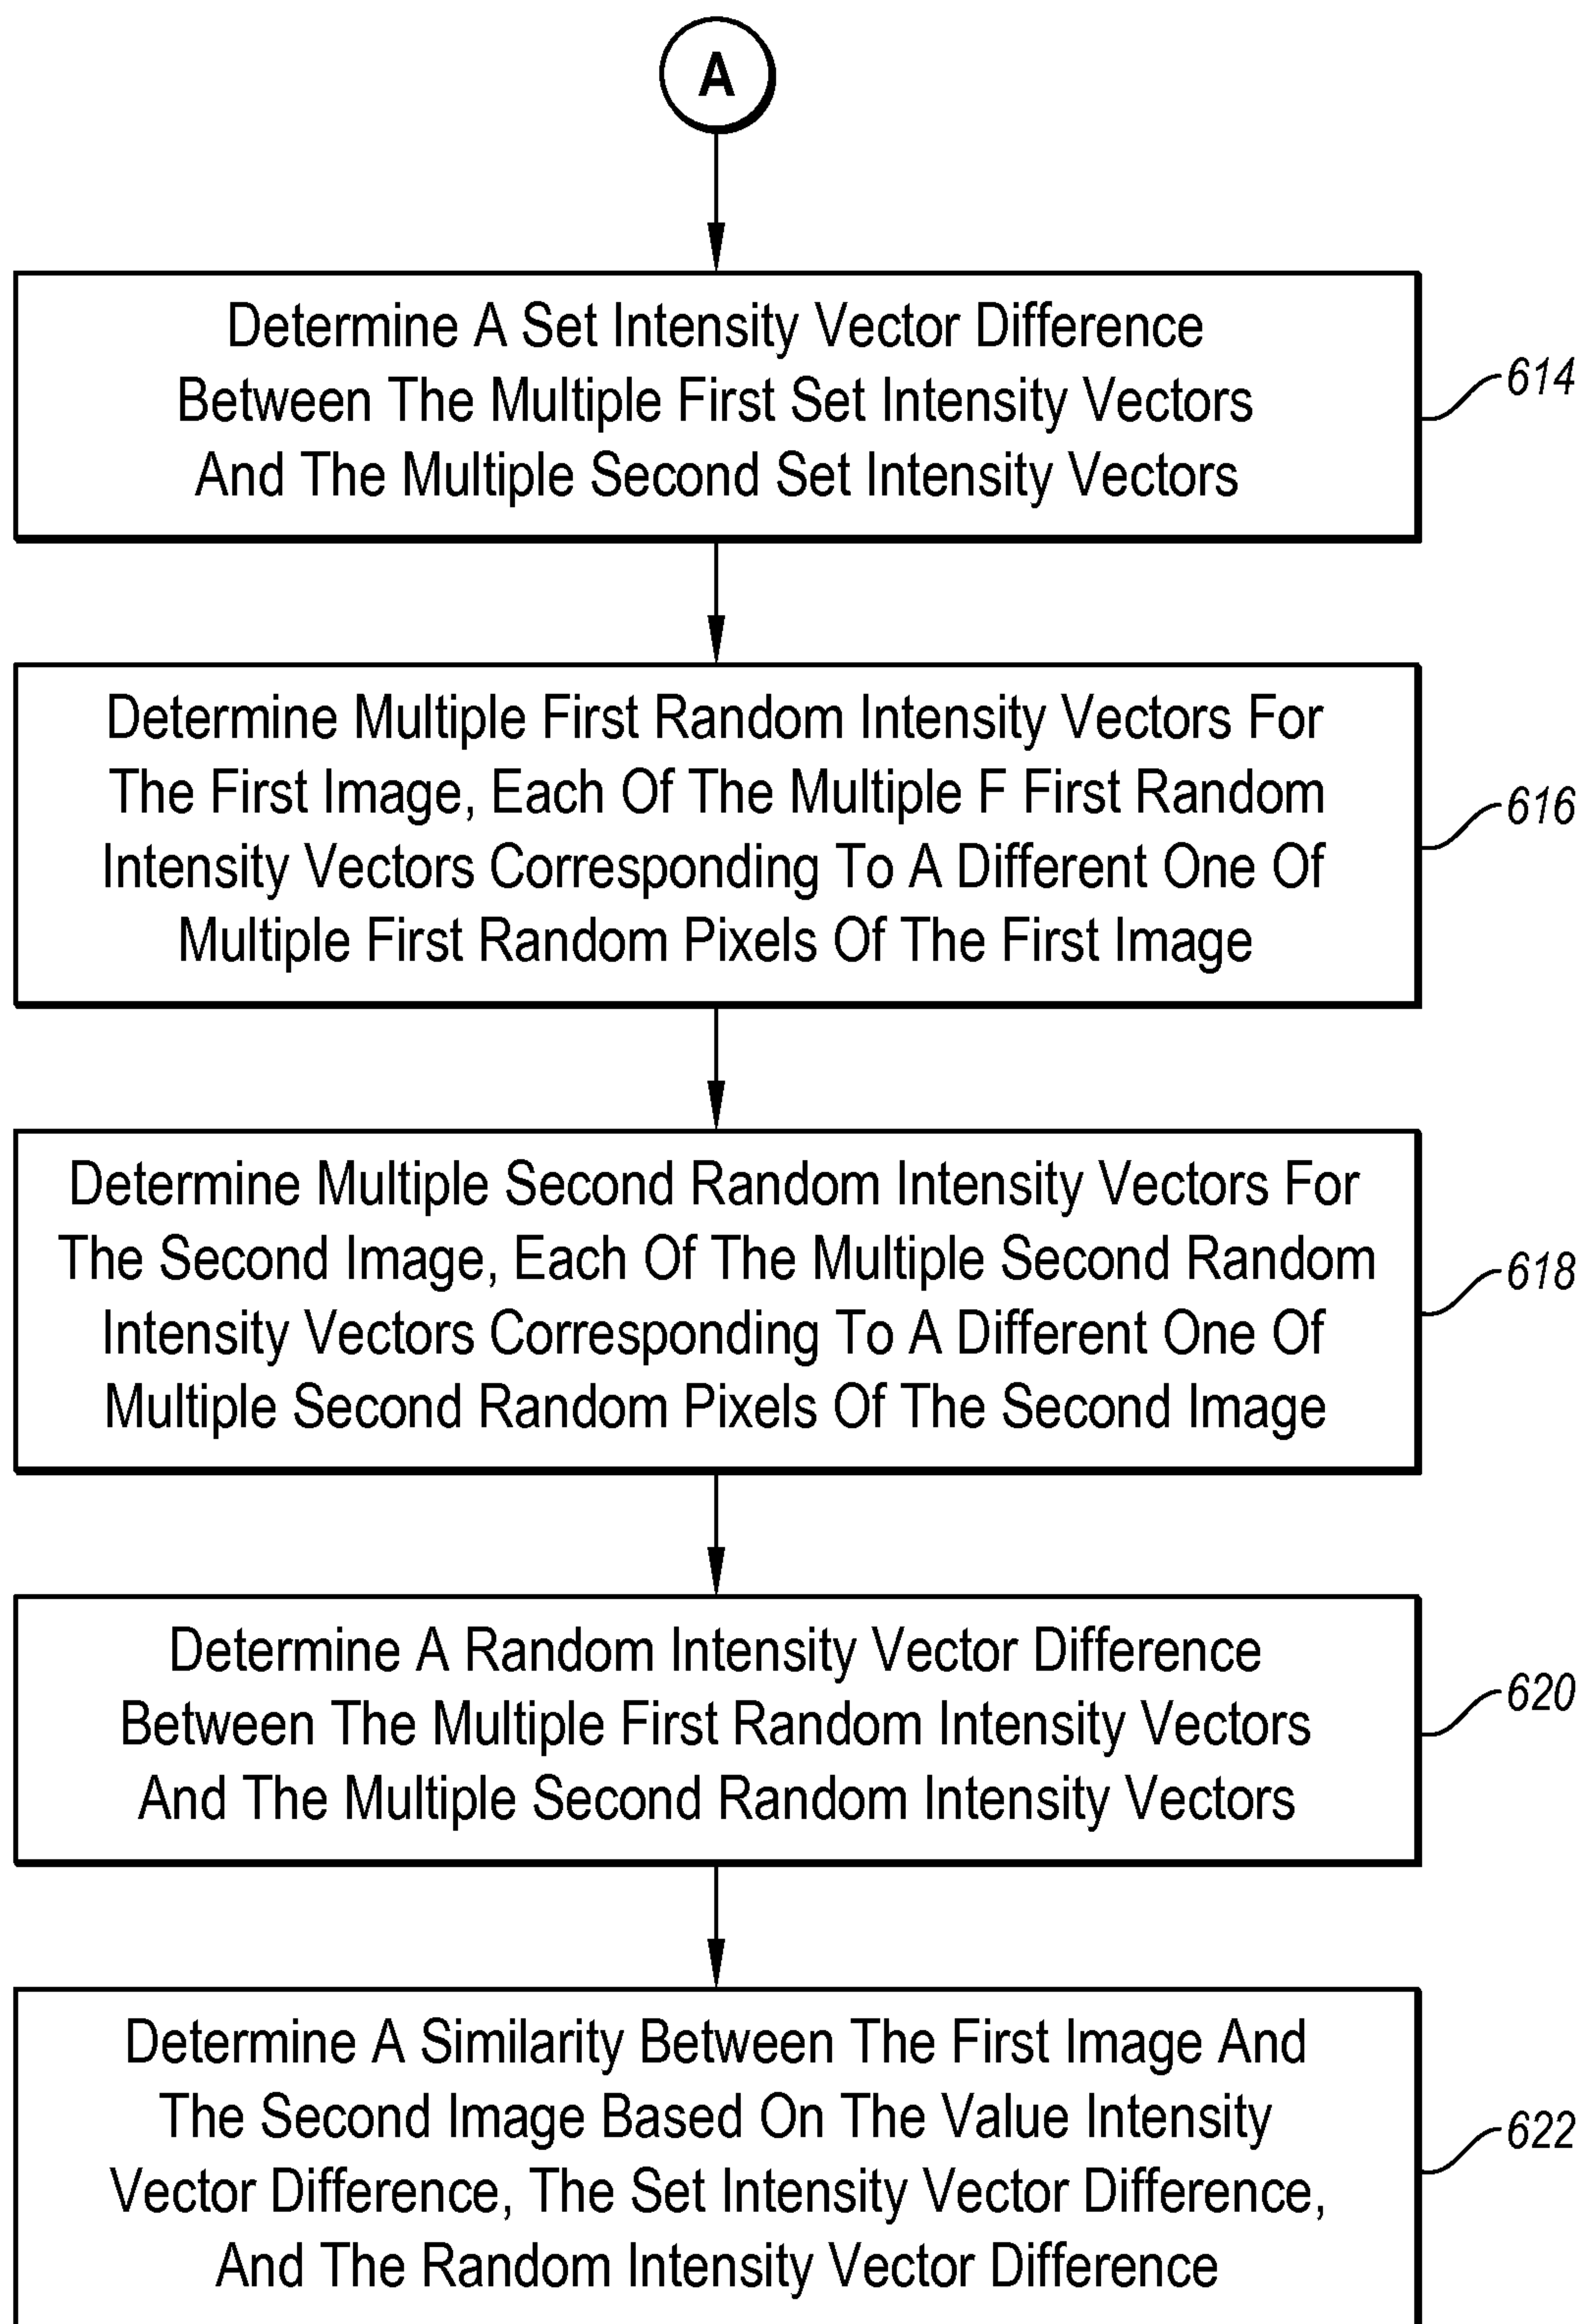 A
Determine A Set Intensity Vector Difference
Between The Multiple First Set Intensity Vectors
And The Multiple Second Set Intensity Vectors
614
Determine Multiple First Random Intensity Vectors For
The First Image, Each Of The Multiple F First Random
Intensity Vectors Corresponding To A Different One Of
Multiple First Random Pixels Of The First Image
616
Determine Multiple Second Random Intensity Vectors For
The Second Image, Each Of The Multiple Second Random
Intensity Vectors Corresponding To A Different One Of
Multiple Second Random Pixels Of The Second Image
618
Determine A Random Intensity Vector Difference
Between The Multiple First Random Intensity Vectors
And The Multiple Second Random Intensity Vectors
620
Determine A Similarity Between The First Image And
The Second Image Based On The Value Intensity
Vector Difference, The Set Intensity Vector Difference,
And The Random Intensity Vector Difference
622